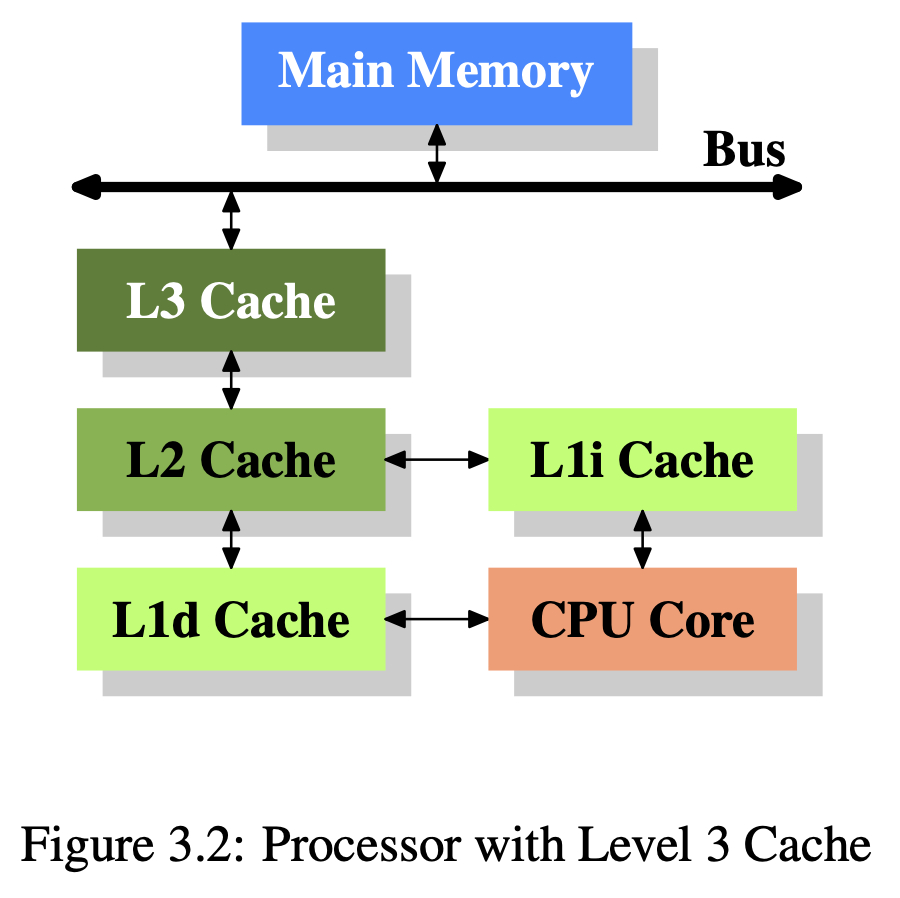 Main Memory
Bus
L3 Cache
L2 Cache
L1i Cache
L1d Cache
CPU Core
Figure 3.2: Processor with Level 3 Cache